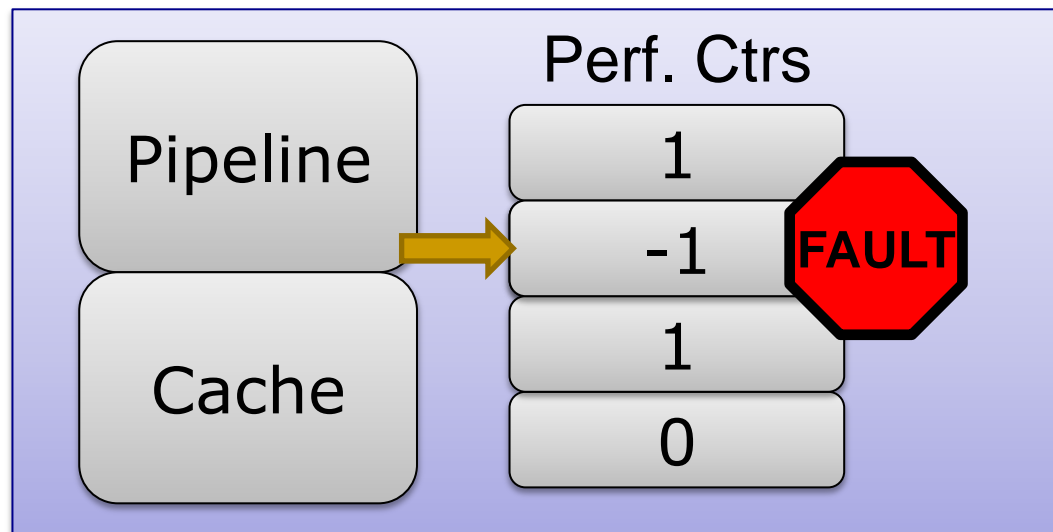 Pipeline
Cache
Perf. Ctrs
1
-1
1
0
FAULT